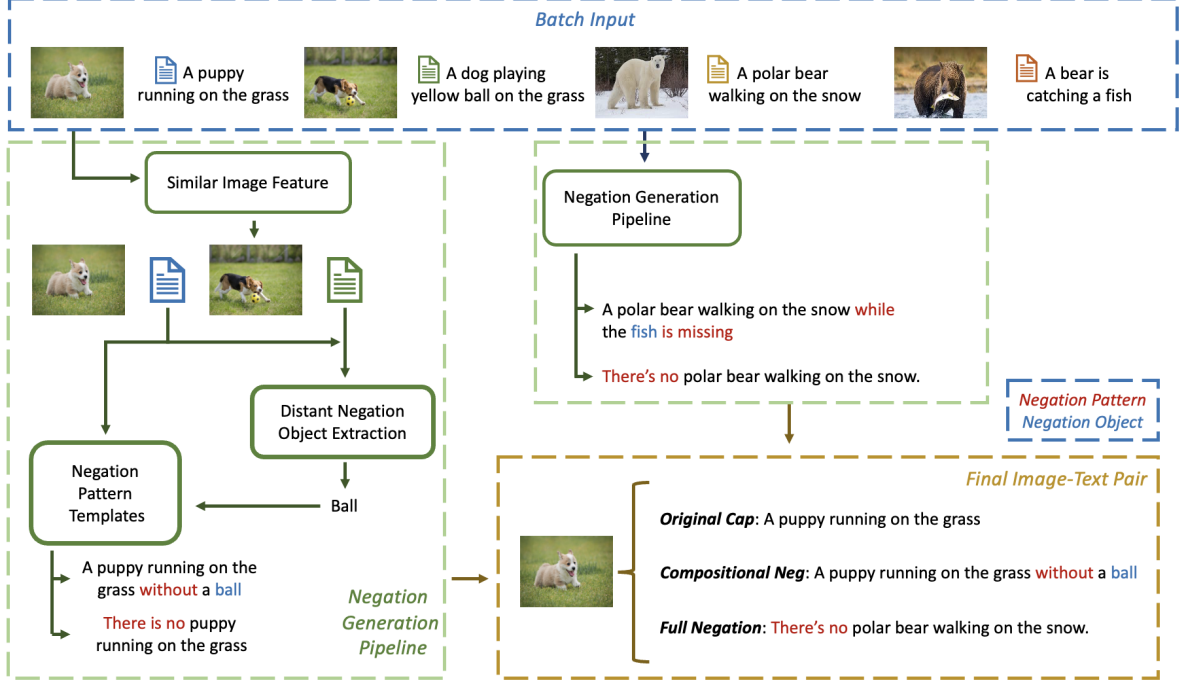 Batch Input
A puppy
running on the grass
A dog playing
yellow ball on the grass
A polar bear
walking on the snow
A bear is
catching a fish
Similar Image Feature
Distant Negation
Object Extraction
Negation
Pattern
Templates
Ball
A puppy running on the
grass without a ball
There is no puppy
running on the grass
Negation
Generation
Pipeline
Negation Generation
Pipeline
A polar bear walking on the snow while
the fish is missing
There’s no polar bear walking on the snow.
Negation Pattern
Negation Object
Final Image-Text Pair
Original Cap: A puppy running on the grass
Compositional Neg: A puppy running on the grass without a ball
Full Negation: There’s no polar bear walking on the snow.